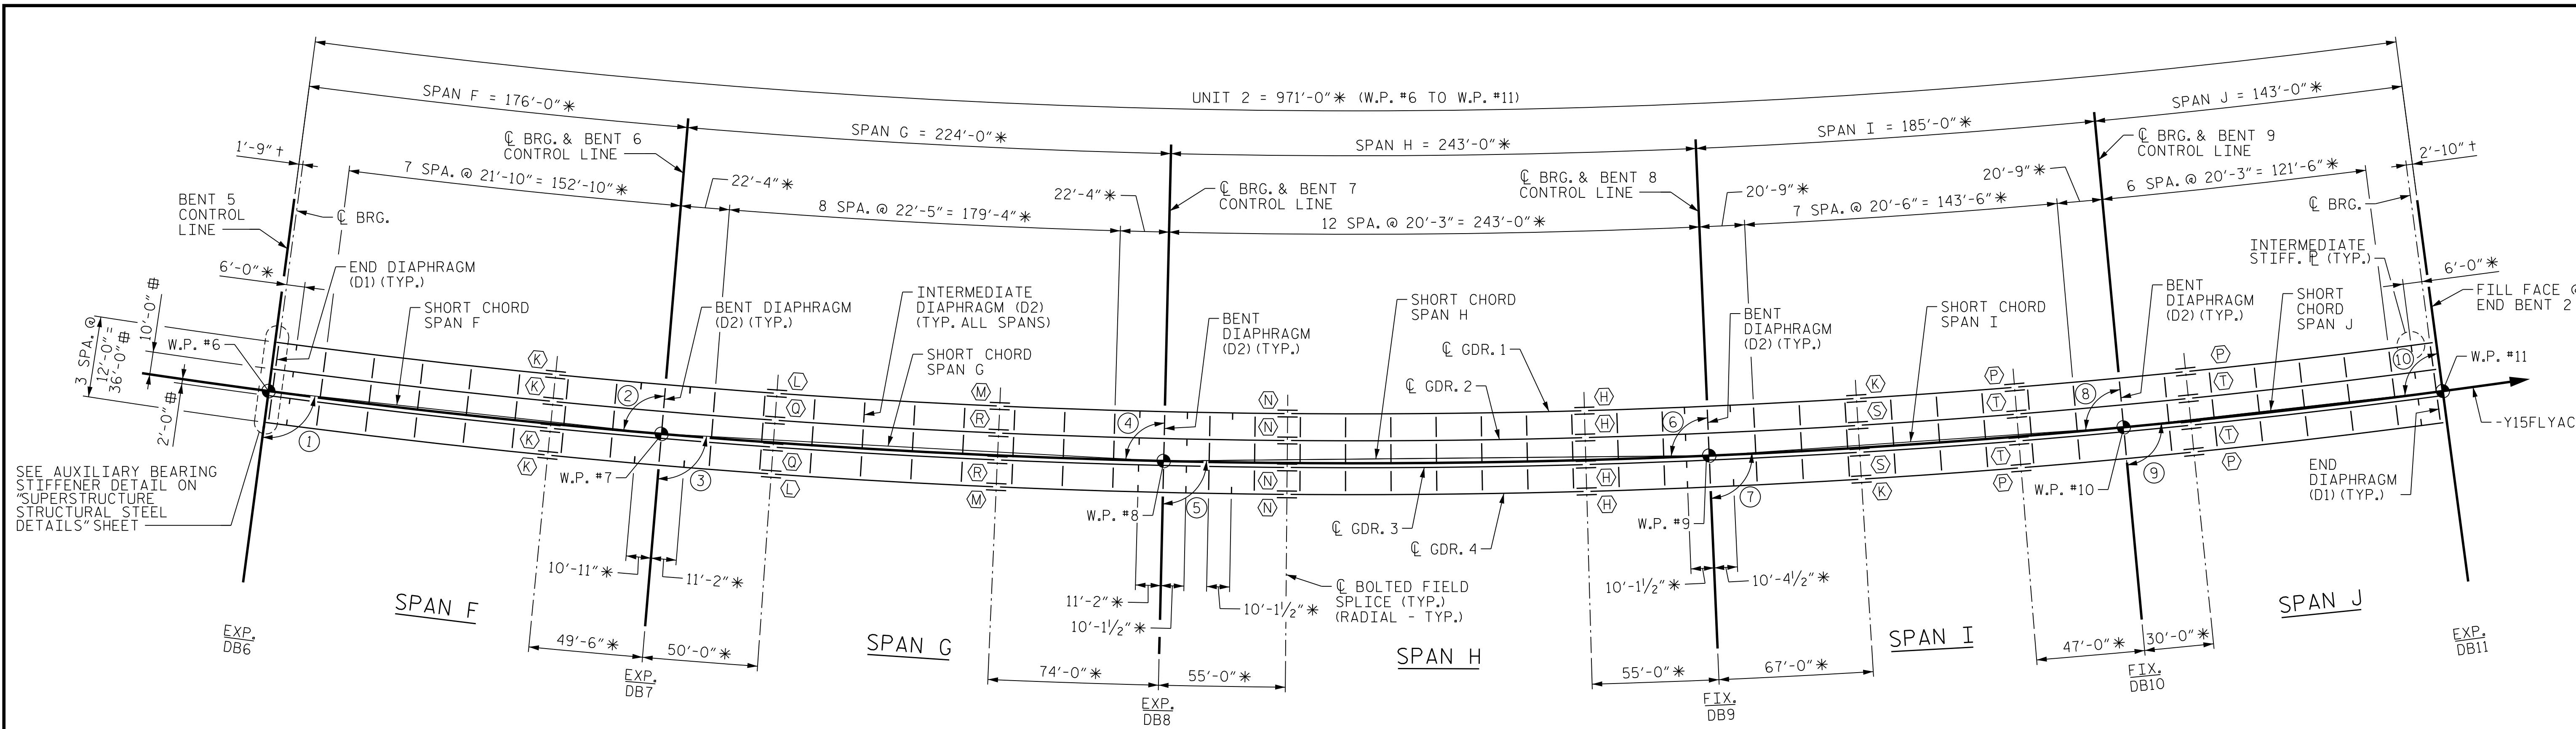 UNIT 2 = 971'-0"✳ (W.P. #6 TO W.P. #11)
SPAN F = 176'-0"✳
SPAN G = 224'-0"✳
SPAN H = 243'-0"✳
SPAN I = 185'-0"✳
SPAN J = 143'-0"✳
1'-9" †
7 SPA. @ 21'-10" = 152'-10"✳
℄ BRG. & BENT 6
CONTROL LINE
22'-4"✳
8 SPA. @ 22'-5" = 179'-4"✳
22'-4"✳
℄ BRG. & BENT 7
CONTROL LINE
12 SPA. @ 20'-3" = 243'-0"✳
℄ BRG. & BENT 8
CONTROL LINE
20'-9"✳
7 SPA. @ 20'-6" = 143'-6"✳
20'-9"✳
℄ BRG. & BENT 9
CONTROL LINE
6 SPA. @ 20'-3" = 121'-6"✳
2'-10" †
BENT 5
CONTROL
LINE
℄ BRG.
℄ BRG.
6'-0"✳
END DIAPHRAGM
(D1) (TYP.)
SHORT CHORD
SPAN F
BENT DIAPHRAGM
(D2) (TYP.)
INTERMEDIATE
DIAPHRAGM (D2)
(TYP. ALL SPANS)
SHORT CHORD
SPAN G
BENT
DIAPHRAGM
(D2) (TYP.)
SHORT CHORD
SPAN H
℄ GDR. 1
℄ GDR. 2
BENT
DIAPHRAGM
(D2) (TYP.)
SHORT CHORD
SPAN I
BENT
DIAPHRAGM
(D2) (TYP.)
SHORT
CHORD
SPAN J
INTERMEDIATE
STIFF. ⅊ (TYP.)
6'-0"✳
FILL FACE @
END BENT 2
3 SPA. @
12'-0" =
36'-0" ⌗
10'-0" ⌗
2'-0" ⌗
W.P. #6
W.P. #11
-Y15FLYAC
K
K
K
K
L
Q
Q
L
M
R
R
M
N
N
N
N
H
H
H
H
K
S
S
K
P
T
T
P
P
T
T
P
1
2
3
4
5
6
7
8
9
10
SEE AUXILIARY BEARING
STIFFENER DETAIL ON
"SUPERSTRUCTURE
STRUCTURAL STEEL
DETAILS" SHEET
W.P. #7
W.P. #8
W.P. #9
W.P. #10
END
DIAPHRAGM
(D1) (TYP.)
℄ GDR. 3
℄ GDR. 4
10'-11"✳
11'-2"✳
11'-2"✳
10'-1½"✳
10'-1½"✳
℄ BOLTED FIELD
SPLICE (TYP.)
(RADIAL - TYP.)
10'-1½"✳
10'-4½"✳
SPAN F
SPAN G
SPAN H
SPAN I
SPAN J
49'-6"✳
50'-0"✳
74'-0"✳
55'-0"✳
55'-0"✳
67'-0"✳
47'-0"✳
30'-0"✳
EXP.
DB6
EXP.
DB7
EXP.
DB8
FIX.
DB9
FIX.
DB10
EXP.
DB11